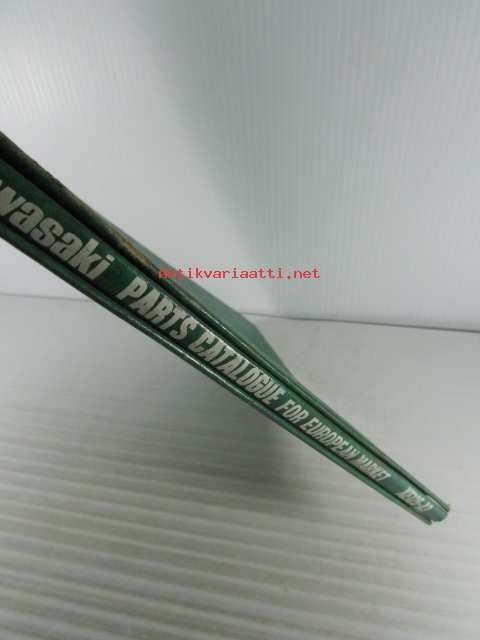 wasaki PARTS CATALOGUE FOR EUROPEAN MARKET
antikvariaatti.net